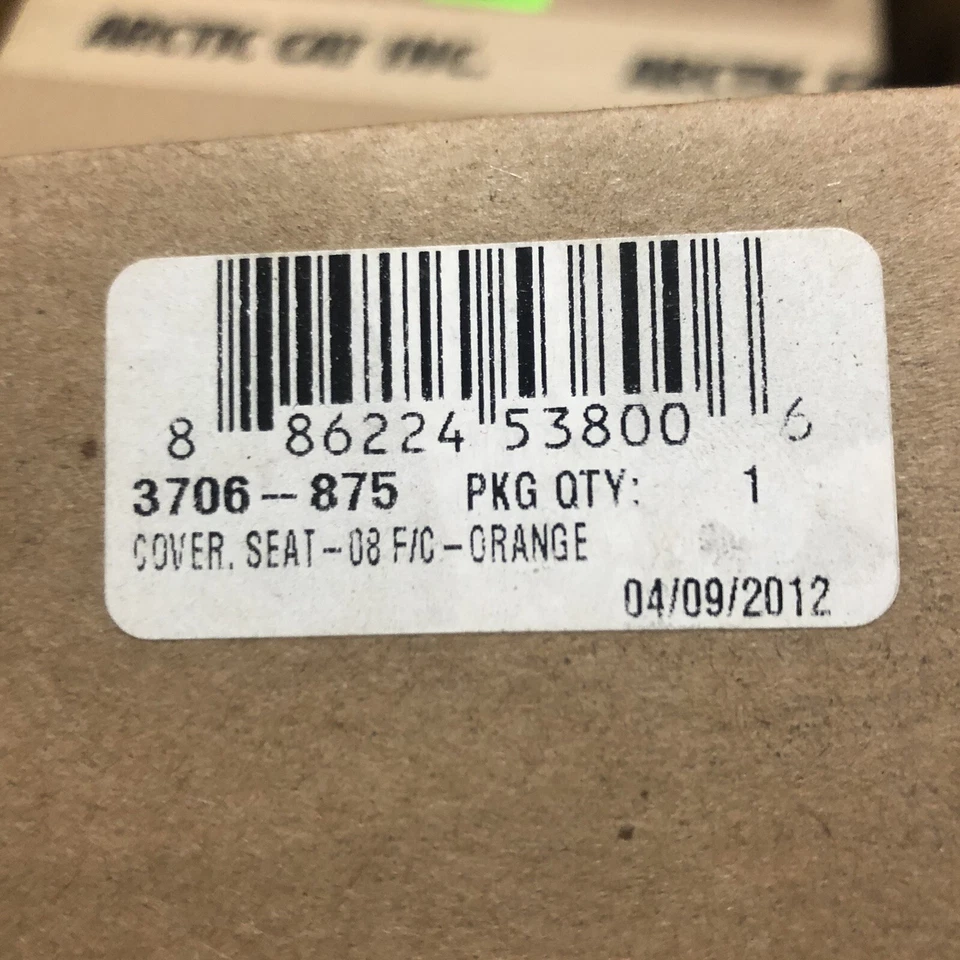 ARCTIC CAT INC.
ARCTIC
8 86224 53800 6
3706-875 PKG QTY: 1
COVER. SEAT-08 F/C-ORANGE
04/09/2012